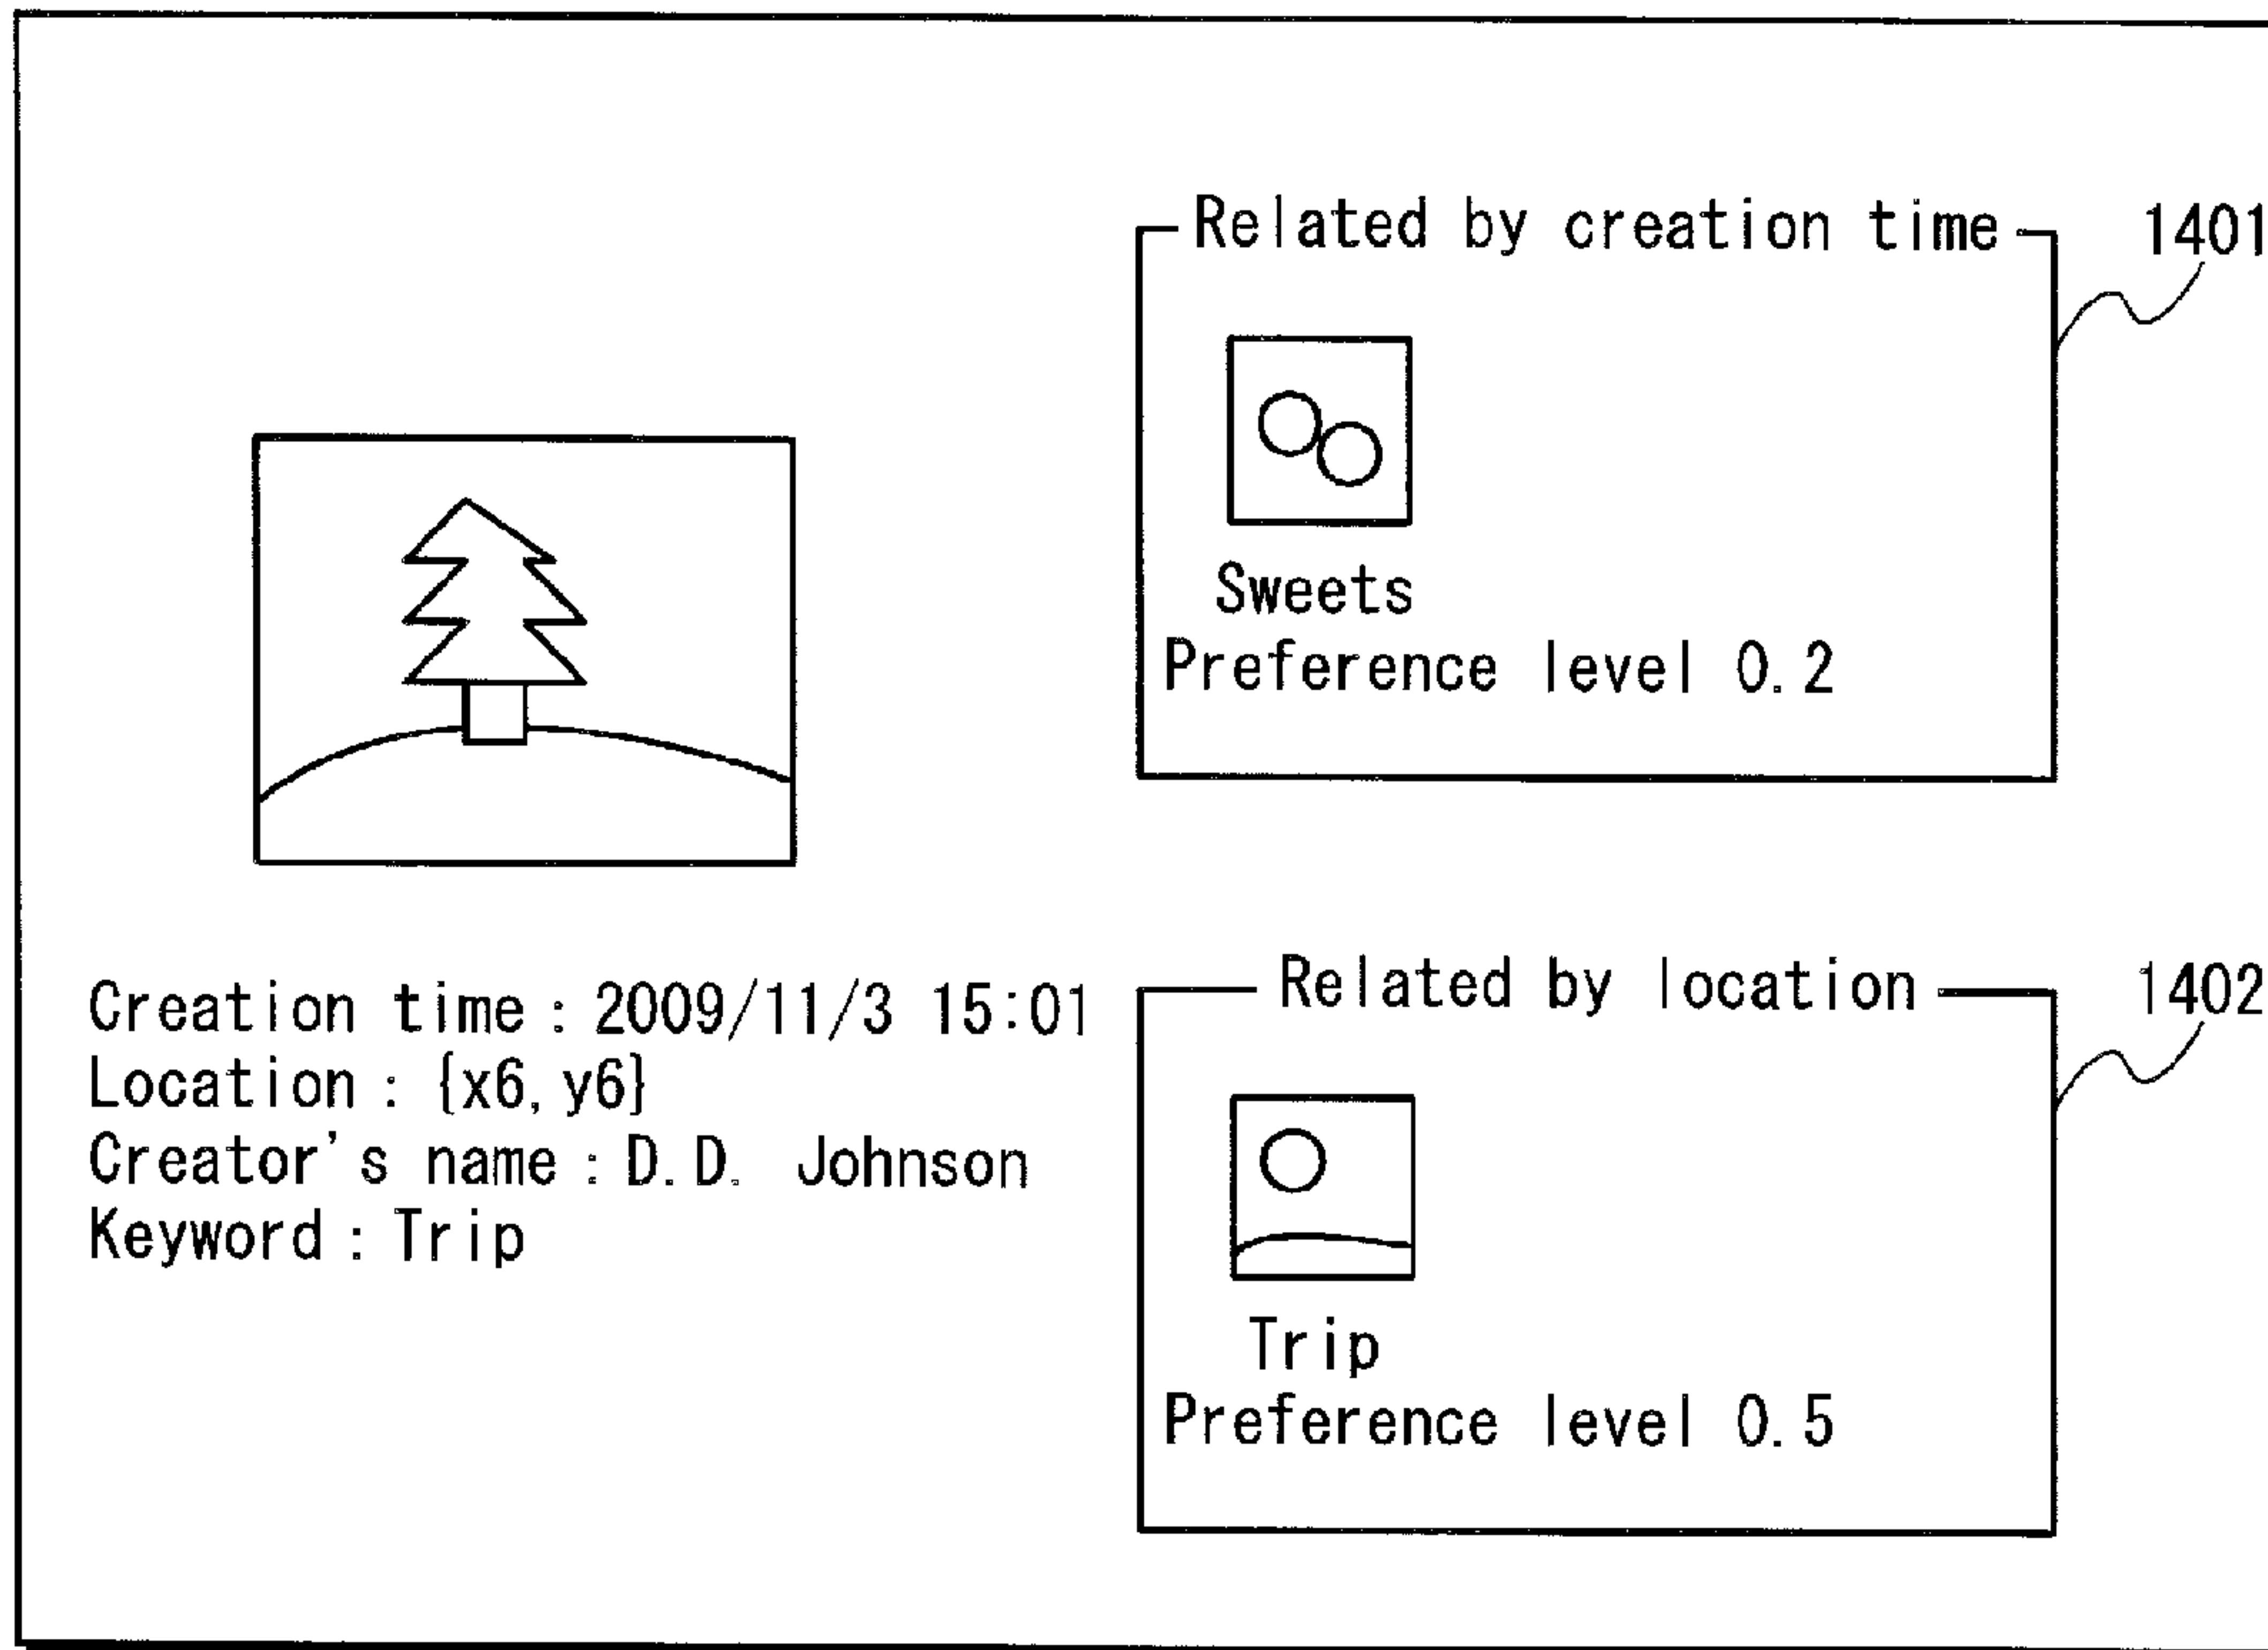 Related by creation time
1401
Sweets
Preference level 0.2
Creation time : 2009/11/3 15:01
Location : {x6, y6}
Creator's name : D.D. Johnson
Keyword : Trip
Related by location
1402
Trip
Preference level 0.5